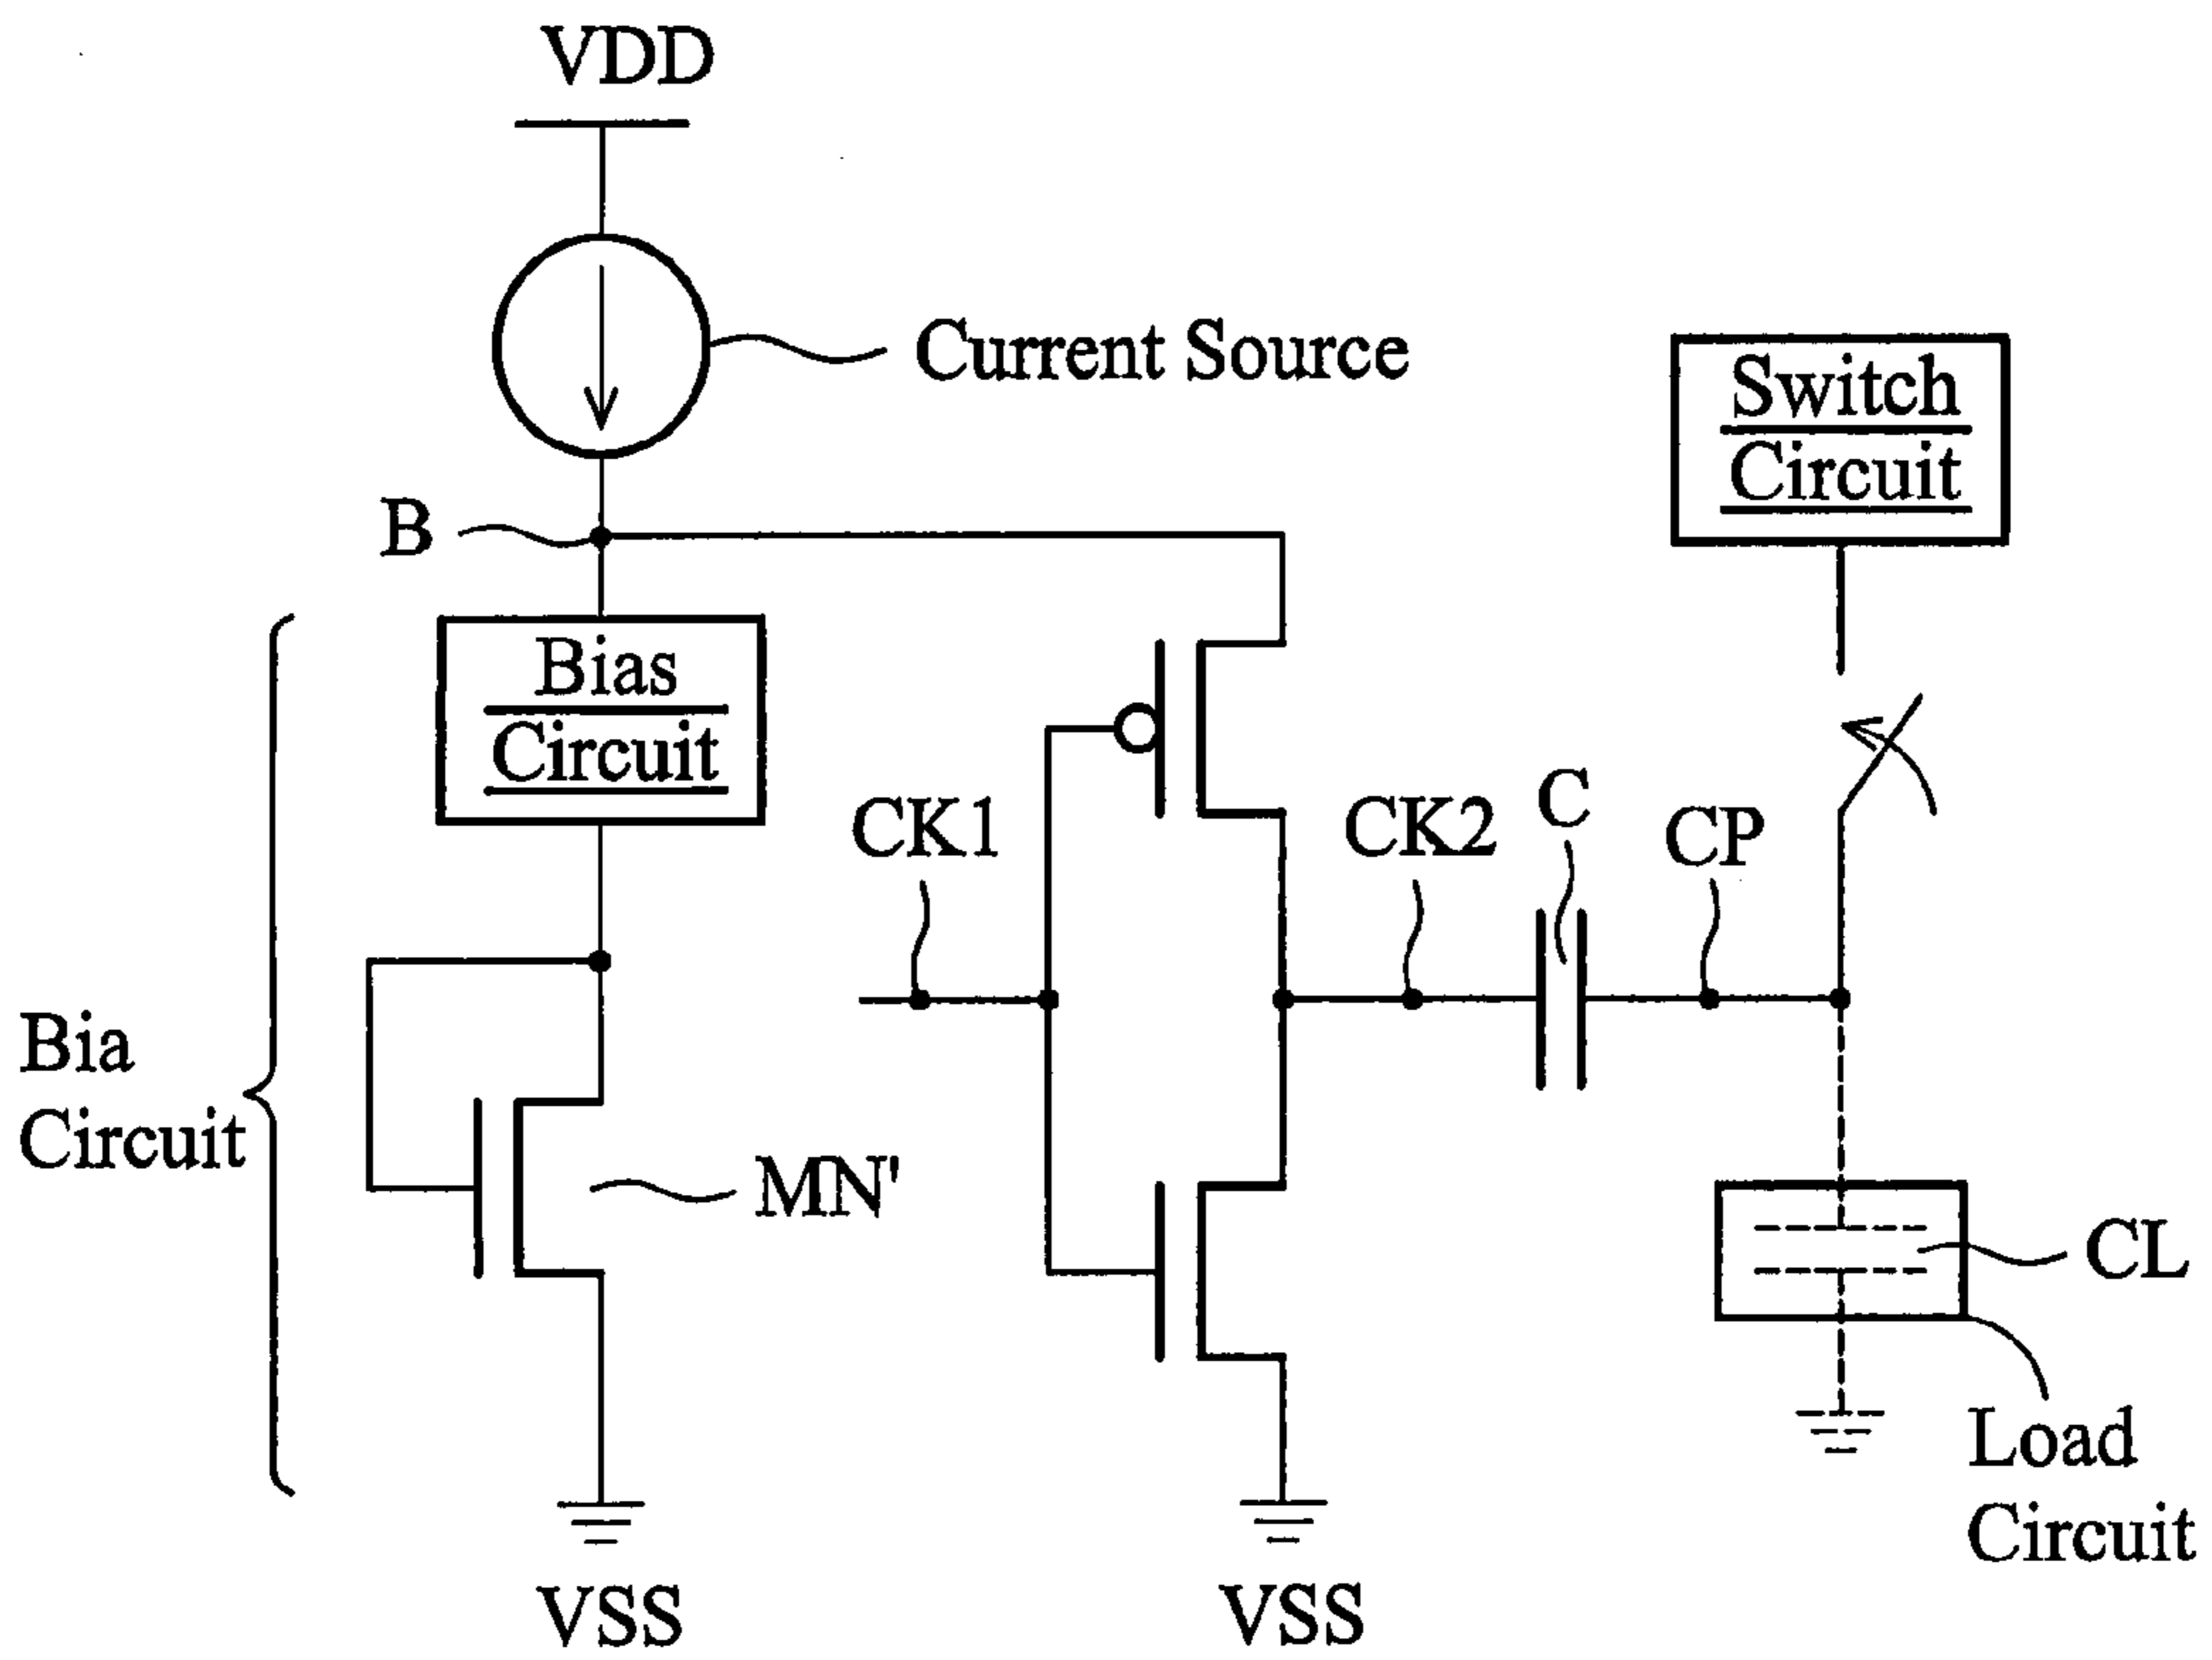 VDD
Current Source
Switch
Circuit
B
Bias
Circuit
CK1
CK2
C
CP
Bia
Circuit
MN'
CL
Load
Circuit
VSS
VSS